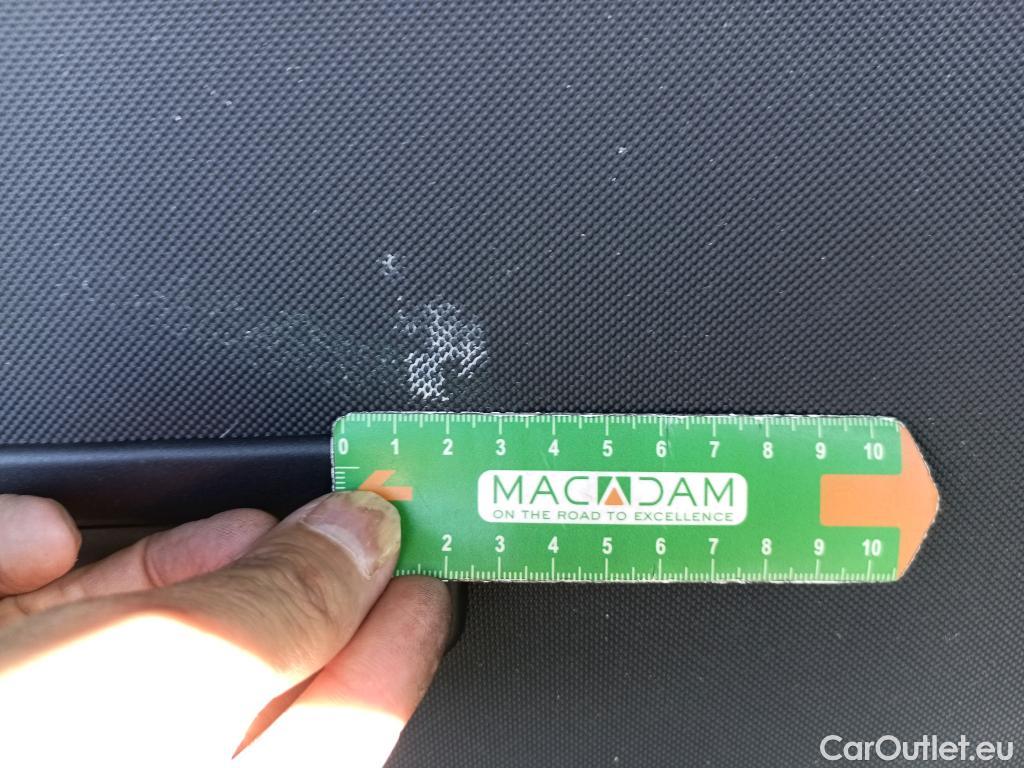 0 1 2 3 4 5 6 7 8 9 10
MACADAM
ON THE ROAD TO EXCELLENCE
2 3 4 5 6 7 8 9 10
CarOutlet.eu